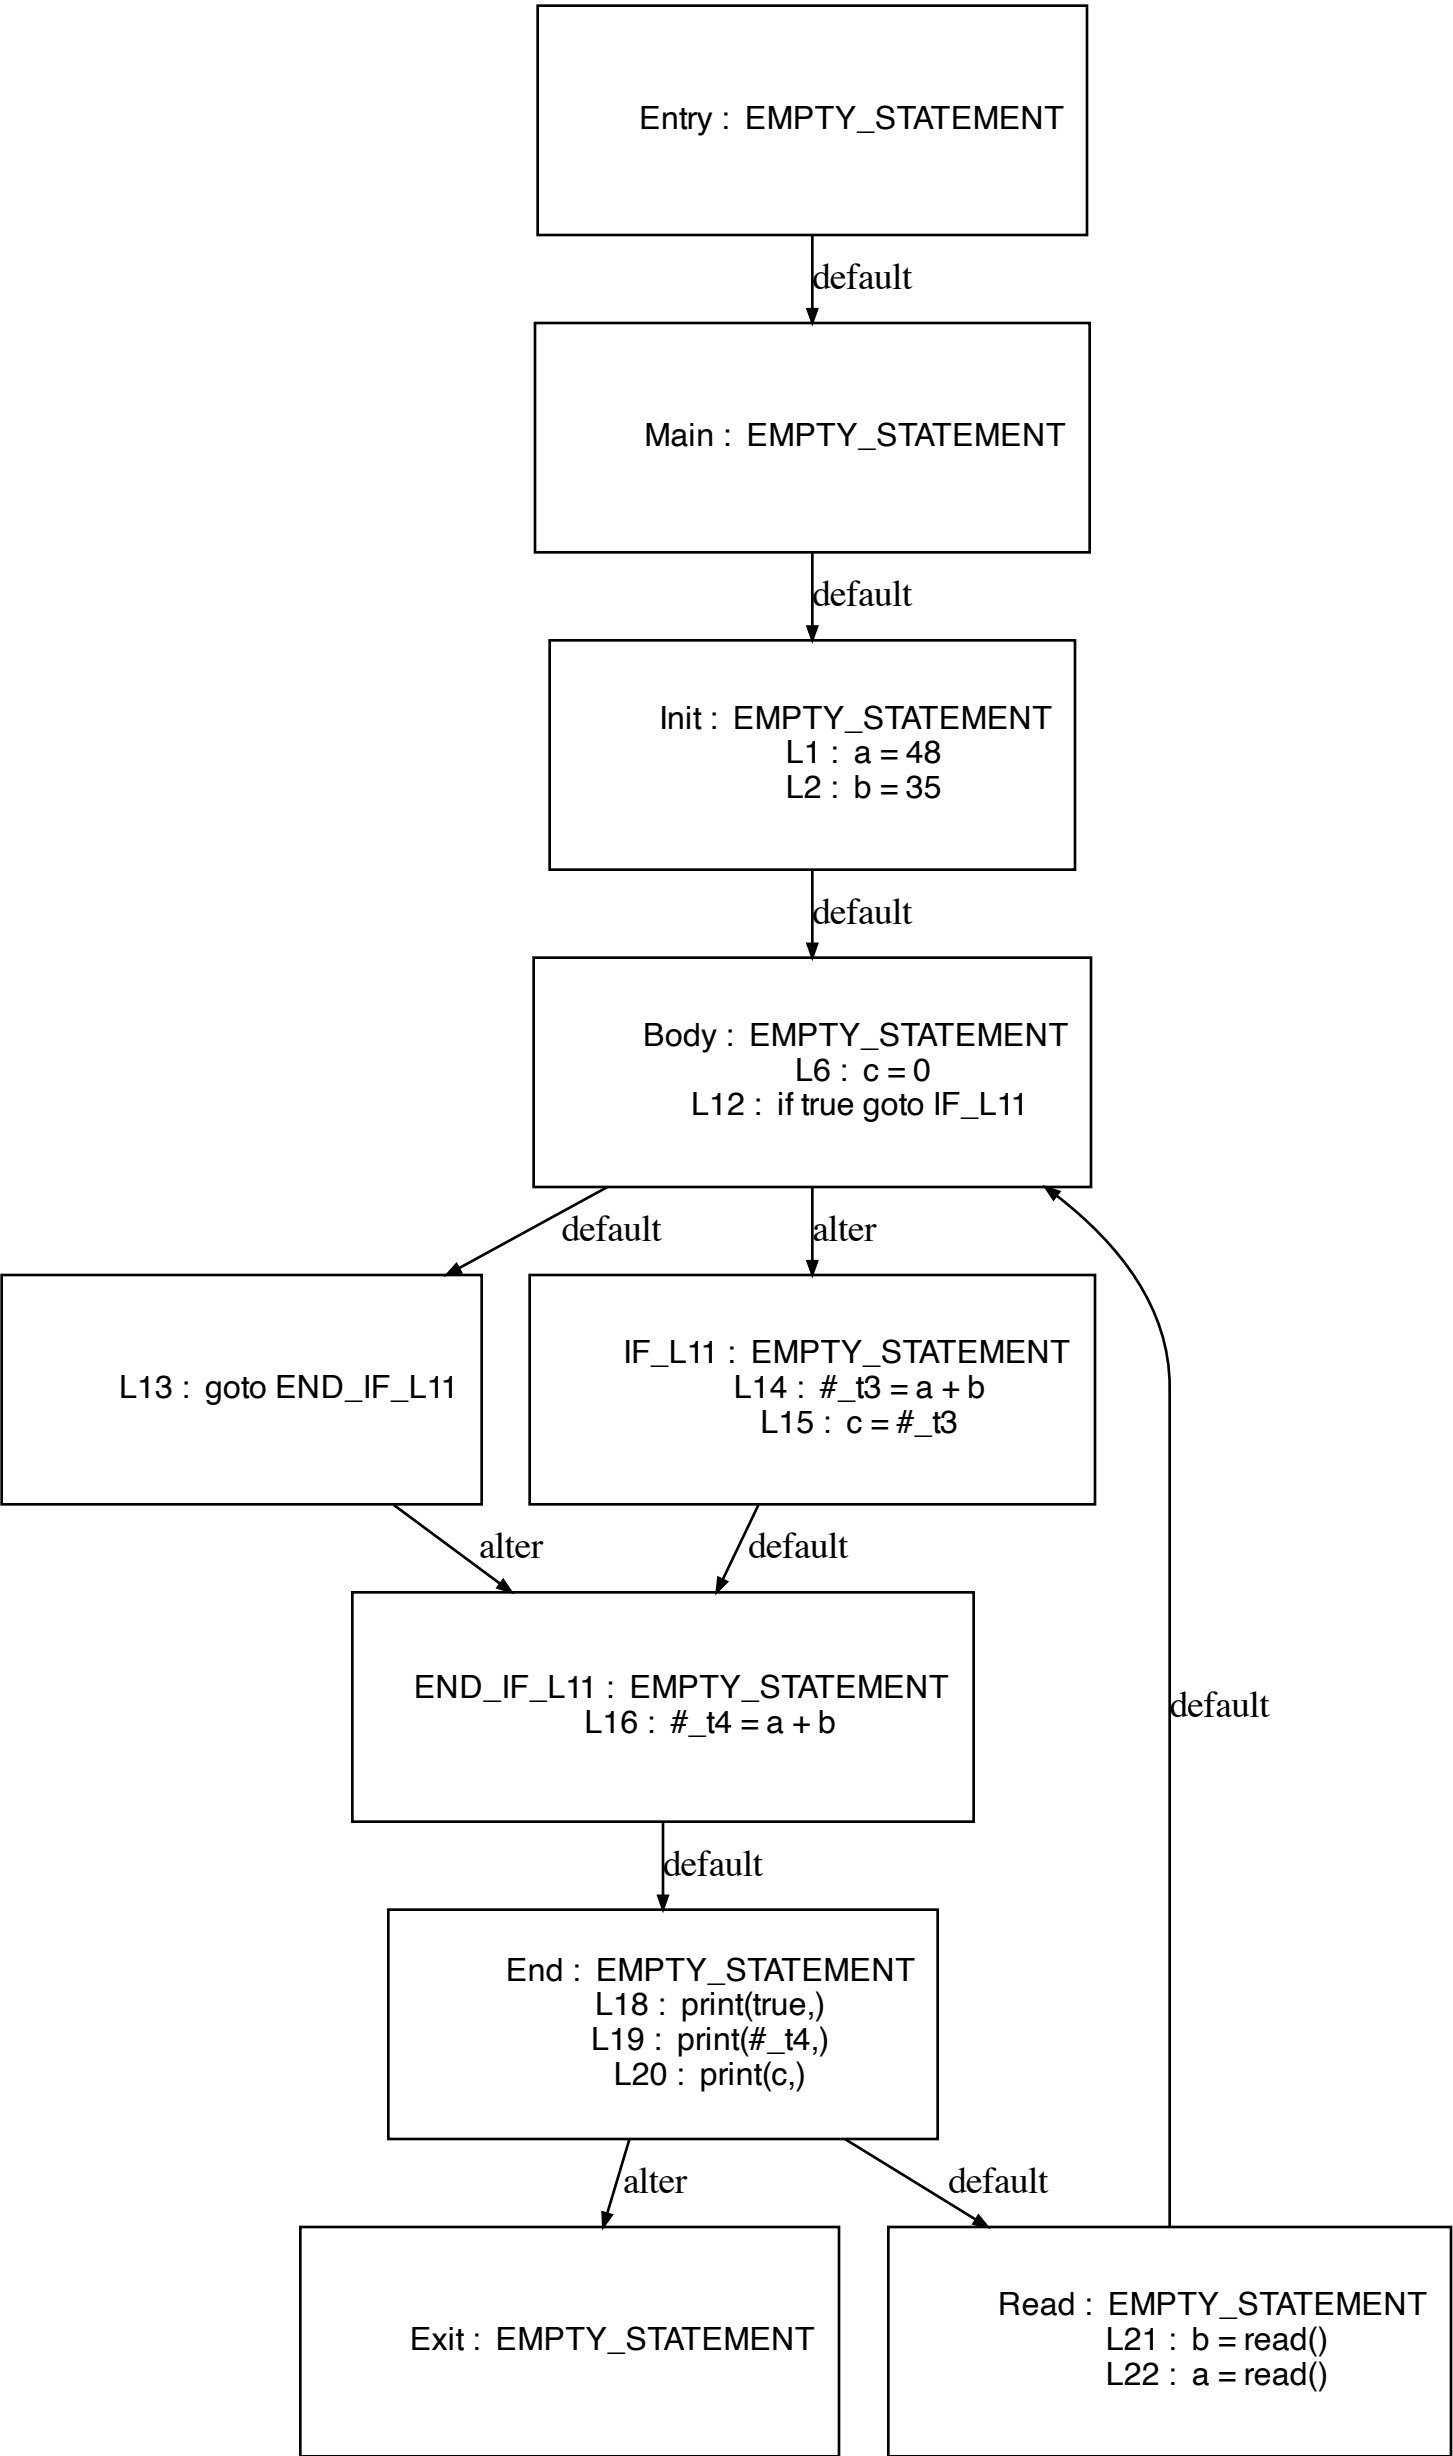 Entry :  EMPTY_STATEMENT
default
Main :  EMPTY_STATEMENT
default
Init :  EMPTY_STATEMENT
L1 :  a = 48
L2 :  b = 35
default
Body :  EMPTY_STATEMENT
L6 :  c = 0
L12 :  if true goto IF_L11
default
alter
L13 :  goto END_IF_L11
IF_L11 :  EMPTY_STATEMENT
L14 :  #_t3 = a + b
L15 :  c = #_t3
alter
default
END_IF_L11 :  EMPTY_STATEMENT
L16 :  #_t4 = a + b
default
default
End :  EMPTY_STATEMENT
L18 :  print(true,)
L19 :  print(#_t4,)
L20 :  print(c,)
alter
default
Exit :  EMPTY_STATEMENT
Read :  EMPTY_STATEMENT
L21 :  b = read()
L22 :  a = read()